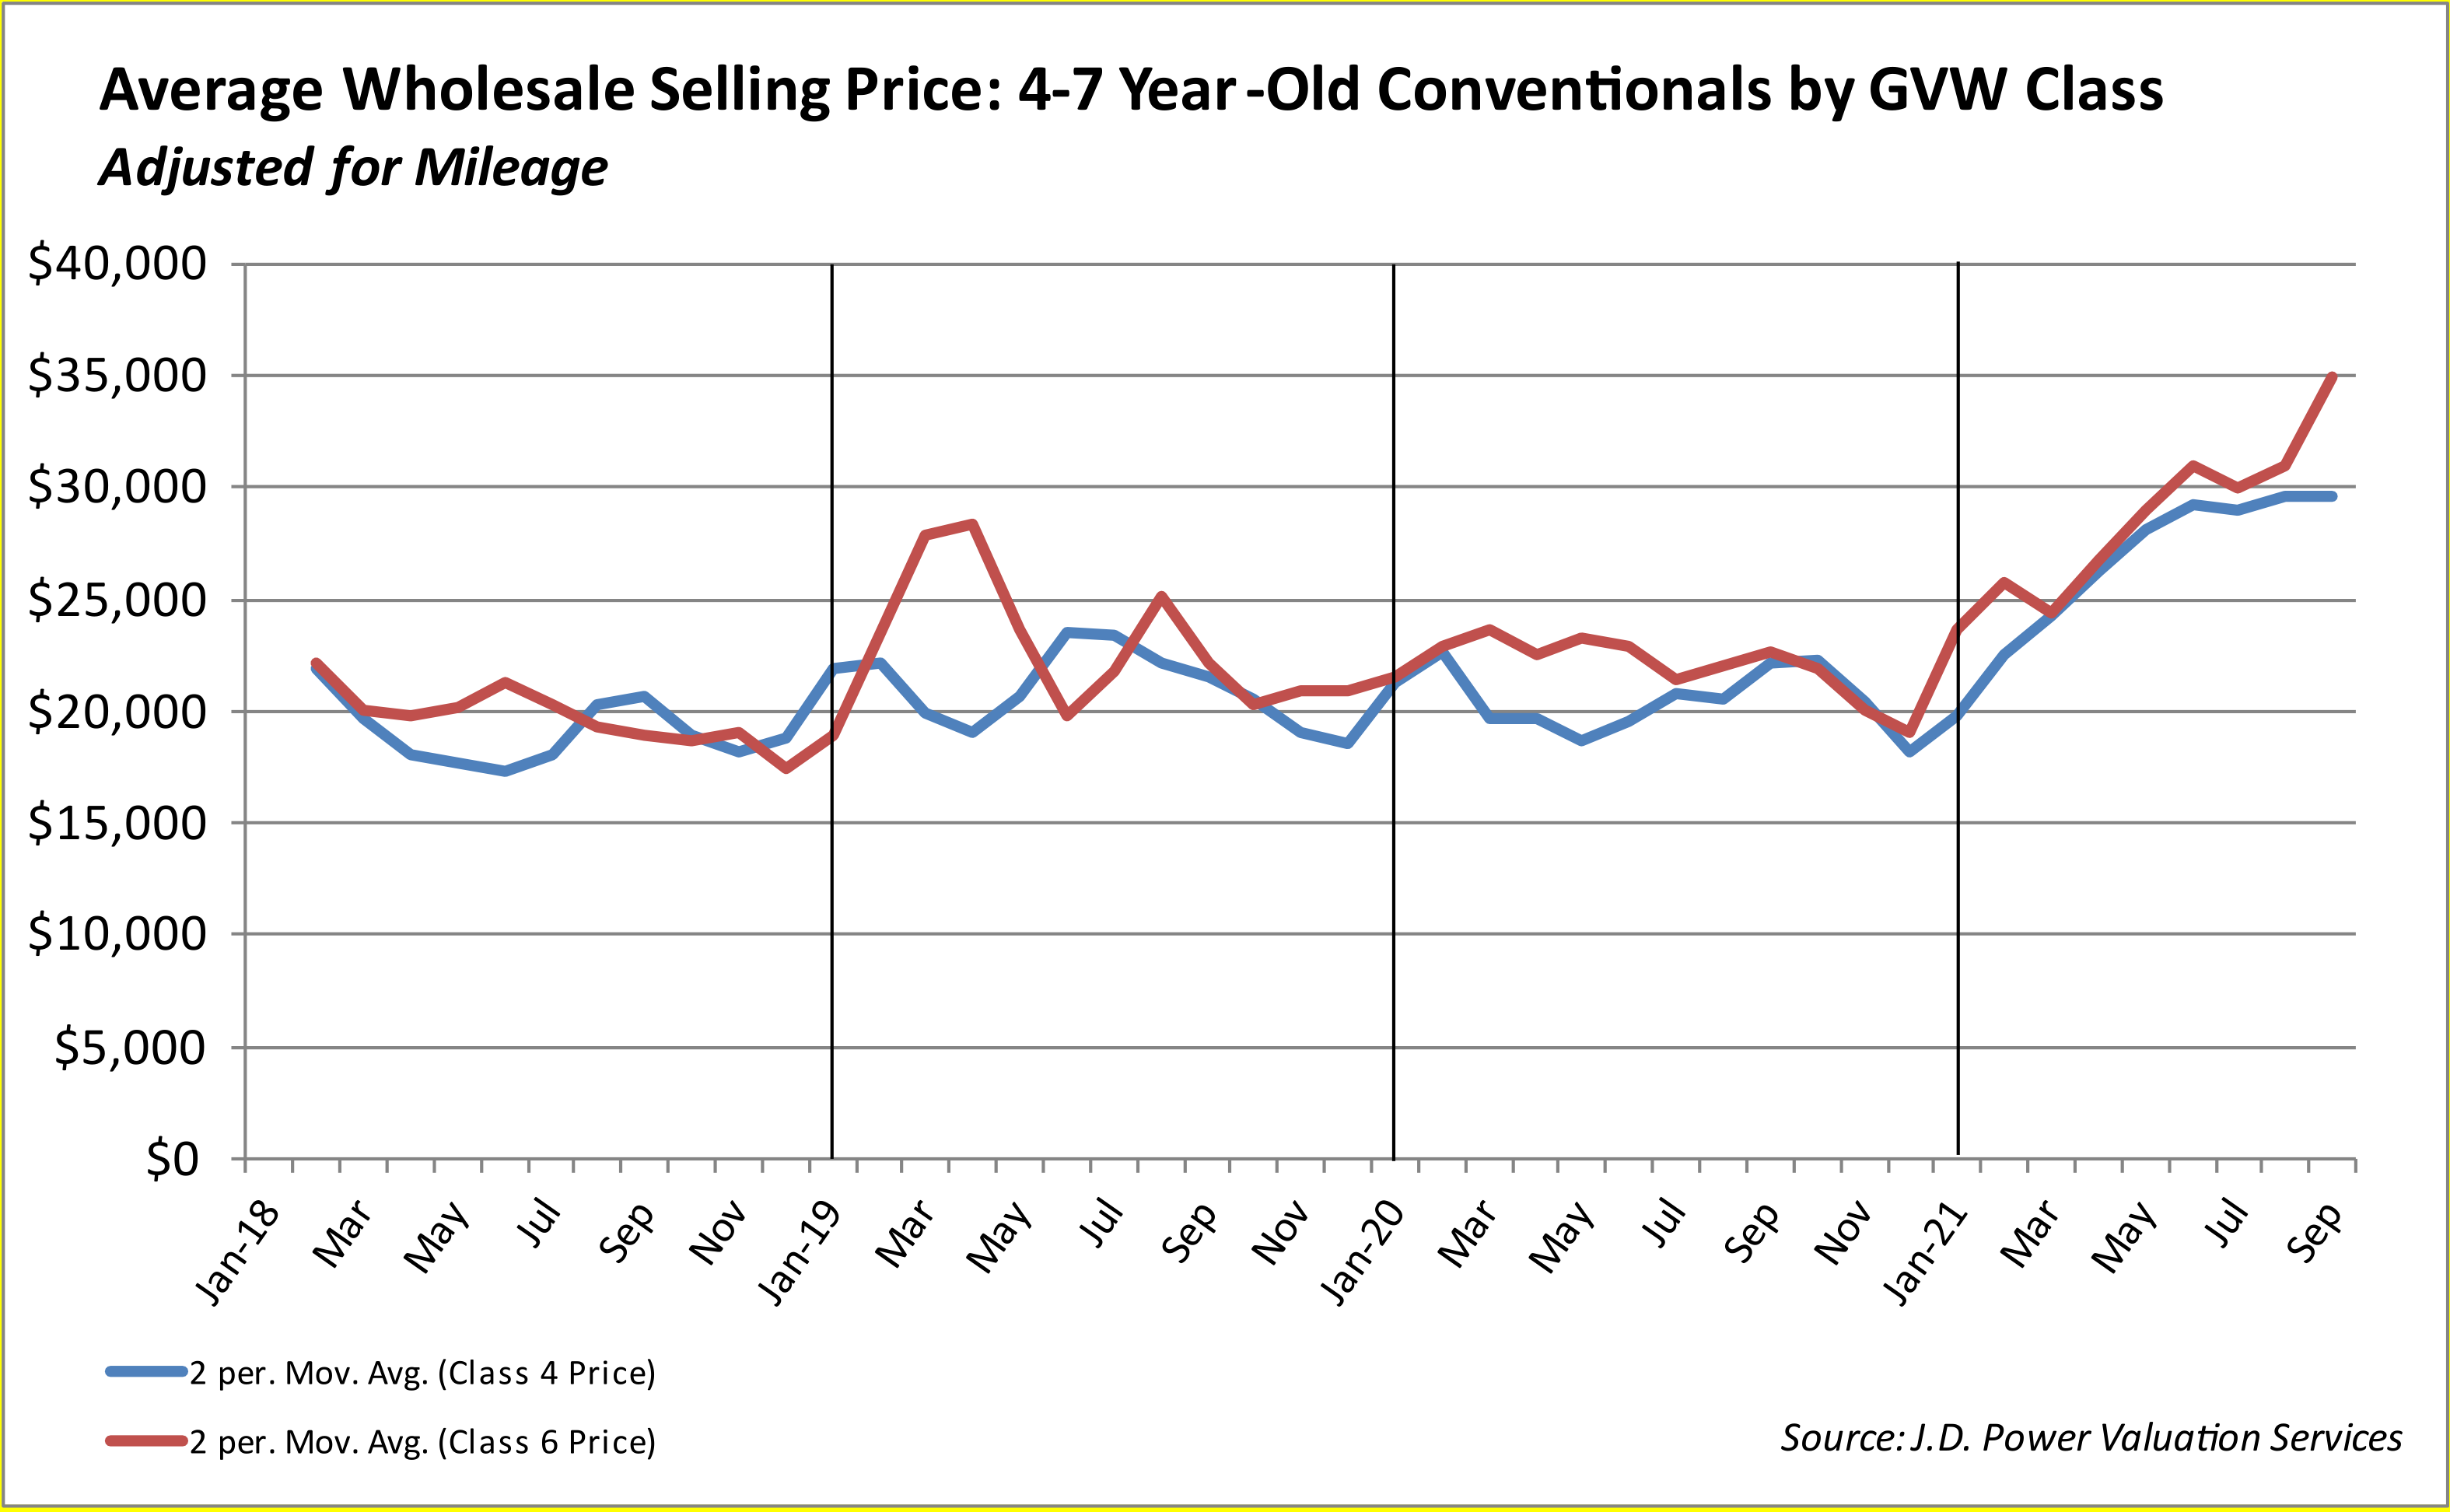 Average Wholesale Selling Price: 4-7 Year-Old Conventionals by GVW Class
Adjusted for Mileage
$40,000
$35,000
$30,000
$25,000
$20,000
$15,000
$10,000
$5,000
$0
Jan-18
Mar
May
Jul
Sep
Nov
Jan-19
Mar
May
Jul
Sep
Nov
Jan-20
Mar
May
Jul
Sep
Nov
Jan-21
Mar
May
Jul
Sep
2 per. Mov. Avg. (Class 4 Price)
2 per. Mov. Avg. (Class 6 Price)
Source: J.D. Power Valuation Services